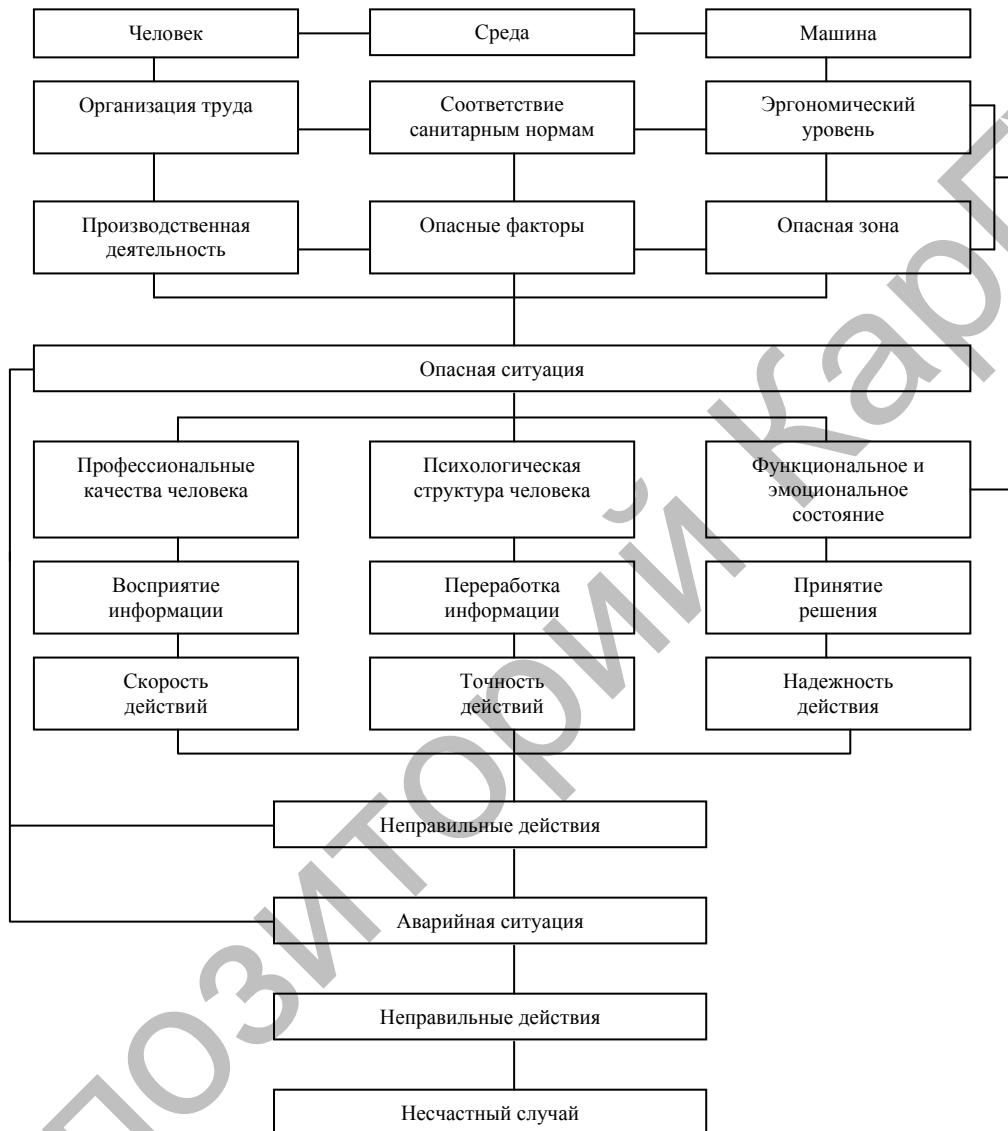 Человек
Среда
Машина
Организация труда
Соответствие
санитарным нормам
Эргономический
уровень
Производственная
деятельность
Опасные факторы
Опасная зона
Опасная ситуация
Профессиональные
качества человека
Психологическая
структура человека
Функциональное и
эмоциональное
состояние
Восприятие
информации
Переработка
информации
Принятие
решения
Скорость
действий
Точность
действий
Надежность
действия
Неправильные действия
Аварийная ситуация
Неправильные действия
Несчастный случай